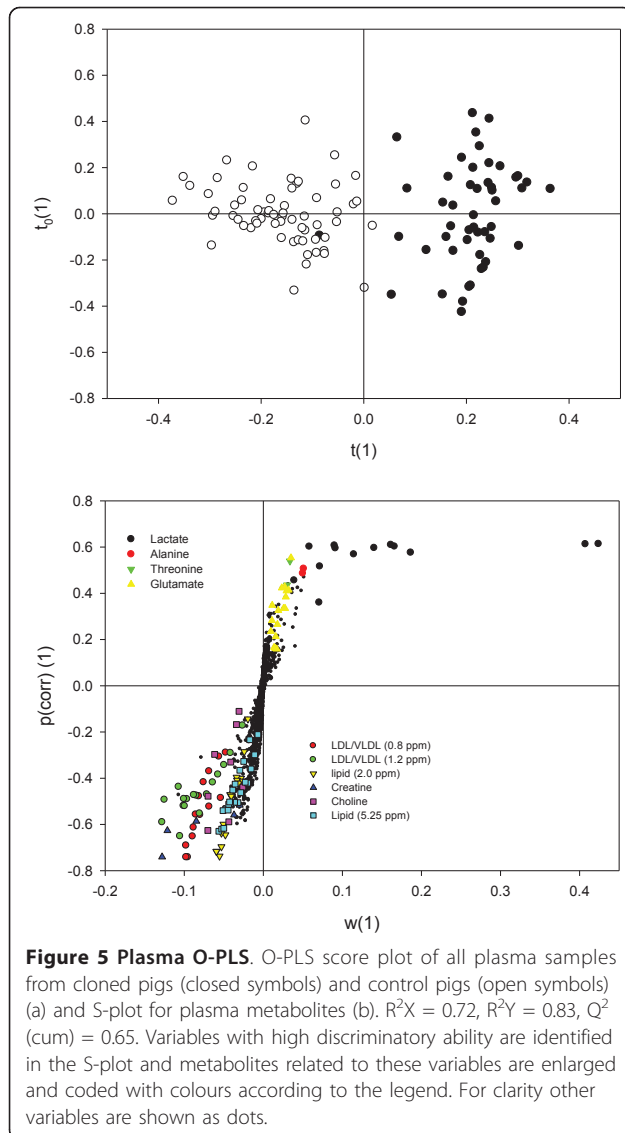 0.8
0.6
0.4
0.2
0.0
-0.2
-0.4
-0.6
-0.8
t₀(1)
-0.4 -0.2 0.0 0.2 0.4
t(1)
0.8
0.6
0.4
0.2
0.0
-0.2
-0.4
-0.6
-0.8
p(corr) (1)
Lactate
Alanine
Threonine
Glutamate
LDL/VLDL (0.8 ppm)
LDL/VLDL (1.2 ppm)
lipid (2.0 ppm)
Creatine
Choline
Lipid (5.25 ppm)
-0.2 -0.1 0.0 0.1 0.2 0.3 0.4
w(1)
Figure 5 Plasma O-PLS. O-PLS score plot of all plasma samples
from cloned pigs (closed symbols) and control pigs (open symbols)
(a) and S-plot for plasma metabolites (b). R²X = 0.72, R²Y = 0.83, Q²
(cum) = 0.65. Variables with high discriminatory ability are identified
in the S-plot and metabolites related to these variables are enlarged
and coded with colours according to the legend. For clarity other
variables are shown as dots.